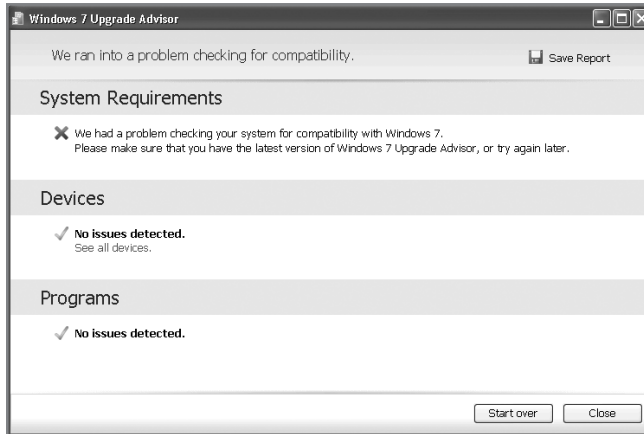 Windows 7 Upgrade Advisor
We ran into a problem checking for compatibility.
Save Report
System Requirements
We had a problem checking your system for compatibility with Windows 7.
Please make sure that you have the latest version of Windows 7 Upgrade Advisor, or try again later.
Devices
No issues detected.
See all devices.
Programs
No issues detected.
Start over
Close